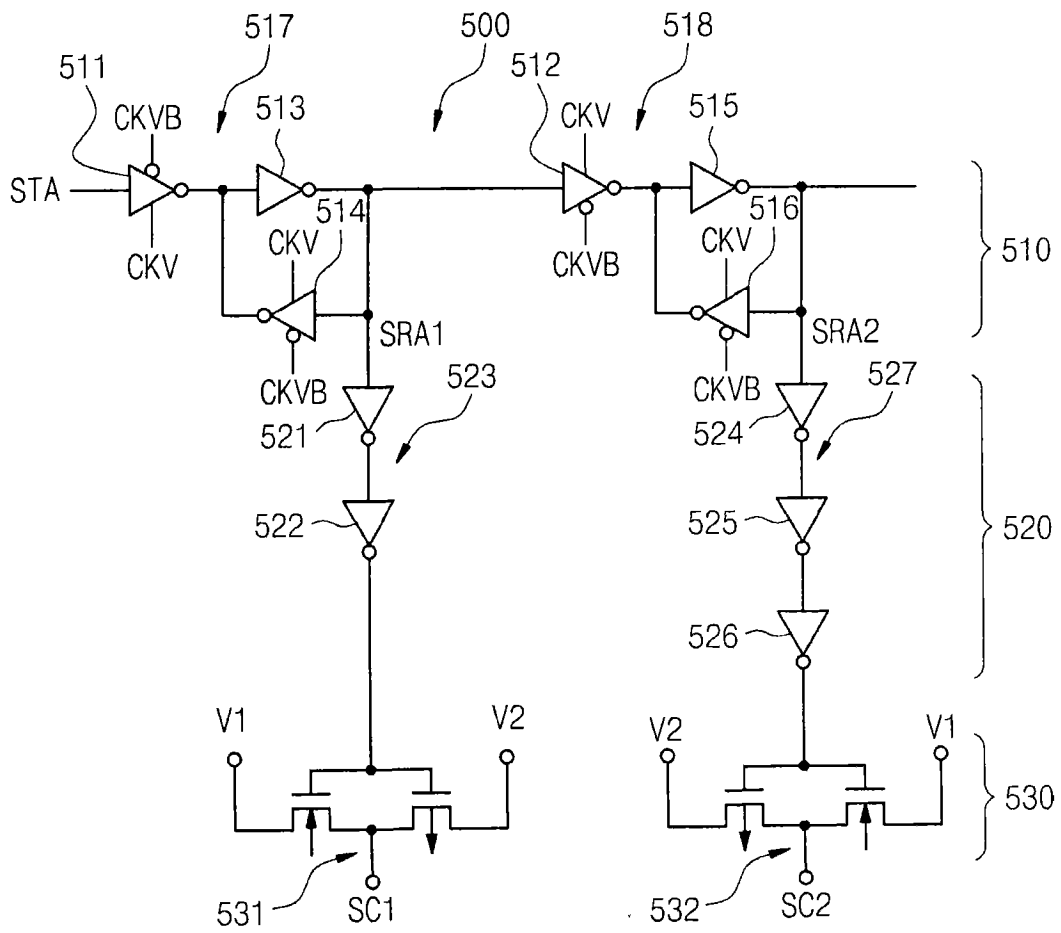 517 500 518
511 512
513 515
CKVB CKV
STA
514 516
CKV CKV CKVB CKV
510
SRA1 SRA2
CKVB CKVB
523 527
521 524
522 525 520
526
V1 V2 V2 V1
530
531 SC1 532 SC2